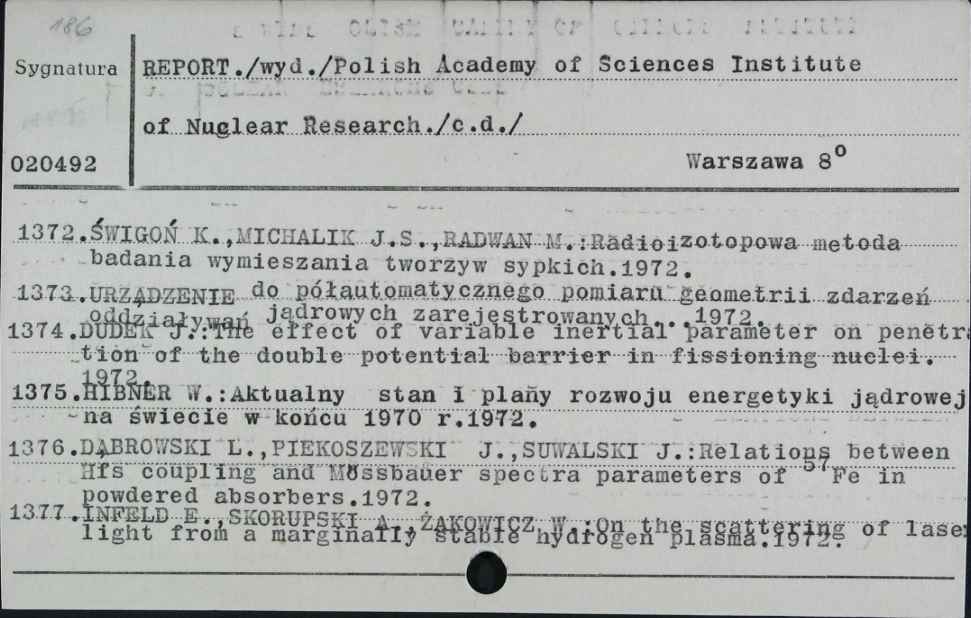 186
Sygnatura
REPORT./wyd./Polish Academy of Sciences Institute
of Nuglear Research./c.d./
020492
Warszawa 8º
1372.ŚWIGOŃ K.,MICHALIK J.S.,RADWAN M.:Radioizotopowa metoda
badania wymieszania tworzyw sypkich.1972.
1373.URZĄDZENIE do półautomatycznego pomiaru geometrii zdarzeń
oddziaływań jądrowych zarejestrowanych...1972.
1374.DUDEK J.:The effect of variable inertial parameter on penetra
tion of the double potential barrier in fissioning nuclei.
1972.
1375.HIBNER W.:Aktualny stan i plany rozwoju energetyki jądrowej
na świecie w końcu 1970 r.1972.
1376.DĄBROWSKI L.,PIEKOSZEWSKI J.,SUWALSKI J.:Relations between
Hfs coupling and Mössbauer spectra parameters of 57Fe in
powdered absorbers.1972.
1377.INFELD E.,SKORUPSKI A.,ŻAKOWICZ W.:On the scattering of lase
light from a marginally stable hydrogen plasma.1972.